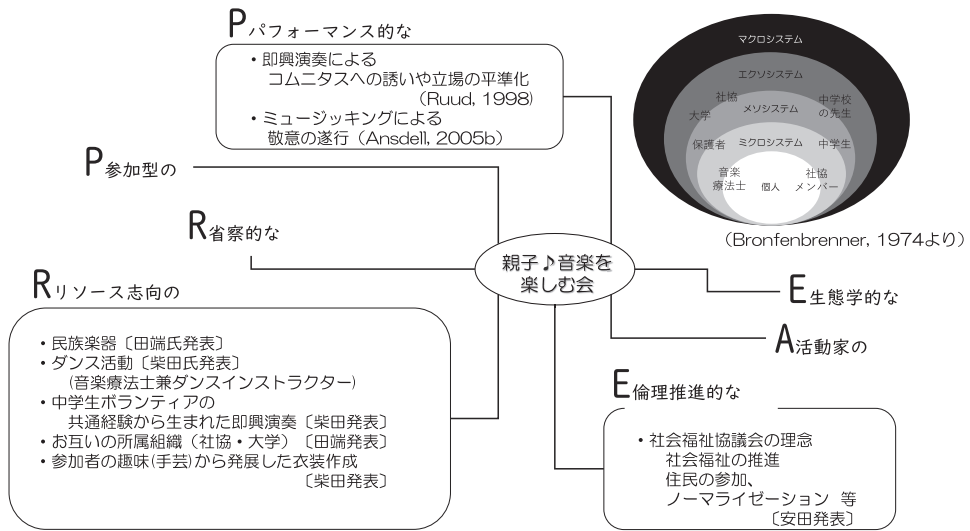 Pパフォーマンス的な
・即興演奏による
コムニタスへの誘いや立場の平準化
（Ruud, 1998)
・ミュージッキングによる
敬意の遂行（Ansdell, 2005b）
P参加型の
R省察的な
Rリソース志向の
・民族楽器〔田端氏発表〕
・ダンス活動〔柴田氏発表〕
(音楽療法士兼ダンスインストラクター)
・中学生ボランティアの
共通経験から生まれた即興演奏〔柴田発表〕
・お互いの所属組織（社協・大学）〔田端発表〕
・参加者の趣味(手芸)から発展した衣装作成
〔柴田発表〕
親子♪音楽を
楽しむ会
マクロシステム
エクソシステム
社協
大学
メソシステム
中学校
の先生
保護者
ミクロシステム
中学生
音楽
療法士
個人
社協
メンバー
（Bronfenbrenner, 1974より）
E生態学的な
A活動家の
E倫理推進的な
・社会福祉協議会の理念
社会福祉の推進
住民の参加、
ノーマライゼーション 等
〔安田発表〕